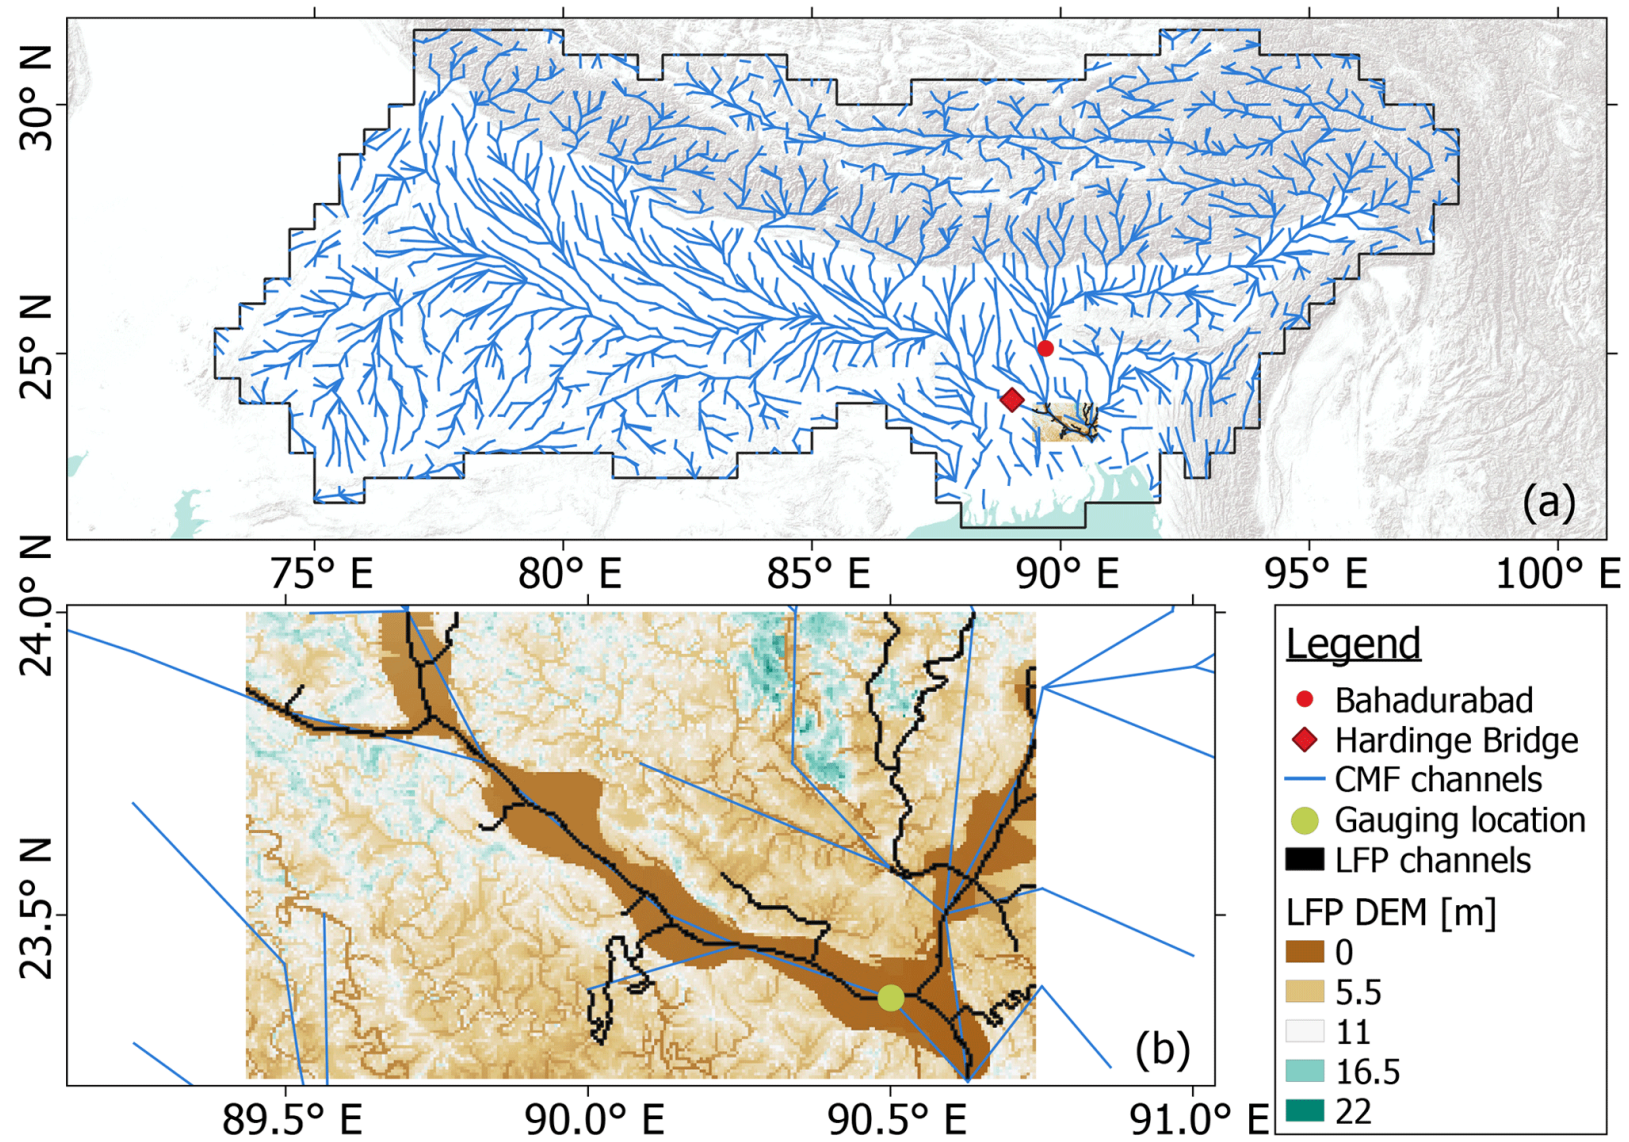 30° N
25° N
(a)
75° E
80° E
85° E
90° E
95° E
100° E
24.0° N
23.5° N
(b)
89.5° E
90.0° E
90.5° E
91.0° E
Legend
Bahadurabad
Hardinge Bridge
CMF channels
Gauging location
LFP channels
LFP DEM [m]
0
5.5
11
16.5
22